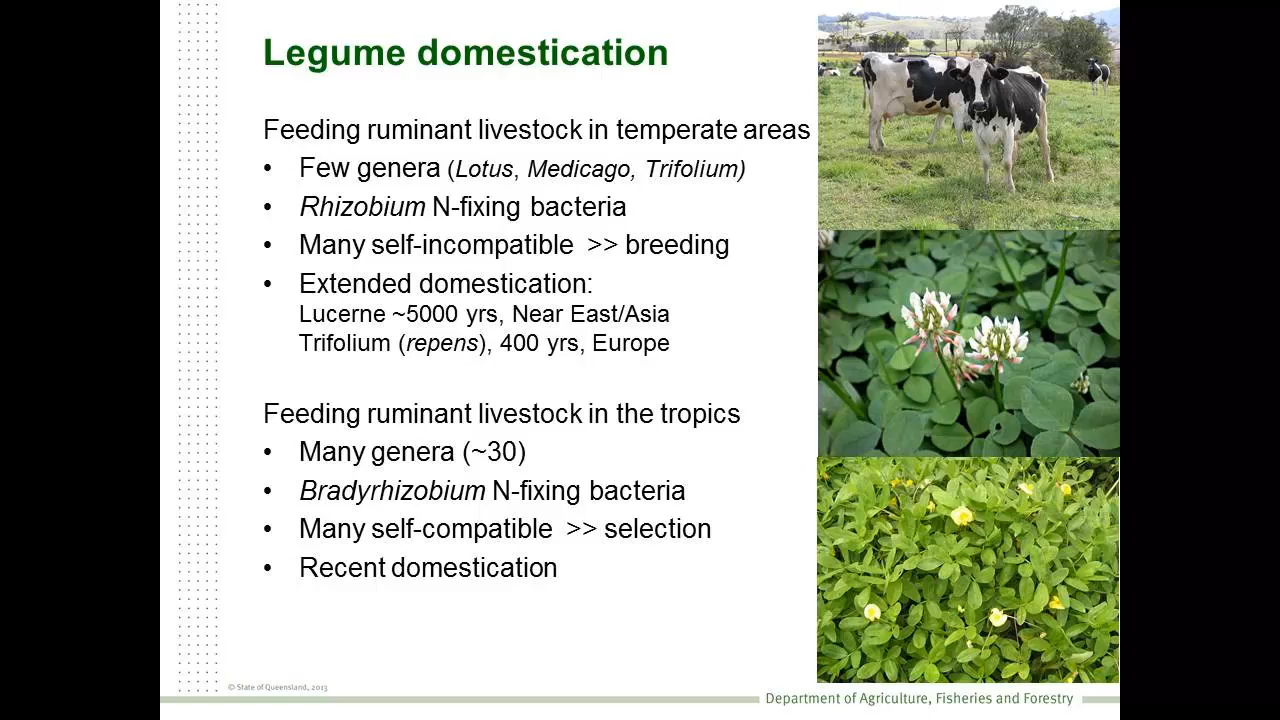 Legume domestication
Feeding ruminant livestock in temperate areas
• Few genera (Lotus, Medicago, Trifolium)
• Rhizobium N-fixing bacteria
• Many self-incompatible >> breeding
• Extended domestication:
Lucerne ~5000 yrs, Near East/Asia
Trifolium (repens), 400 yrs, Europe
Feeding ruminant livestock in the tropics
• Many genera (~30)
• Bradyrhizobium N-fixing bacteria
• Many self-compatible >> selection
• Recent domestication
© State of Queensland, 2013
Department of Agriculture, Fisheries and Forestry